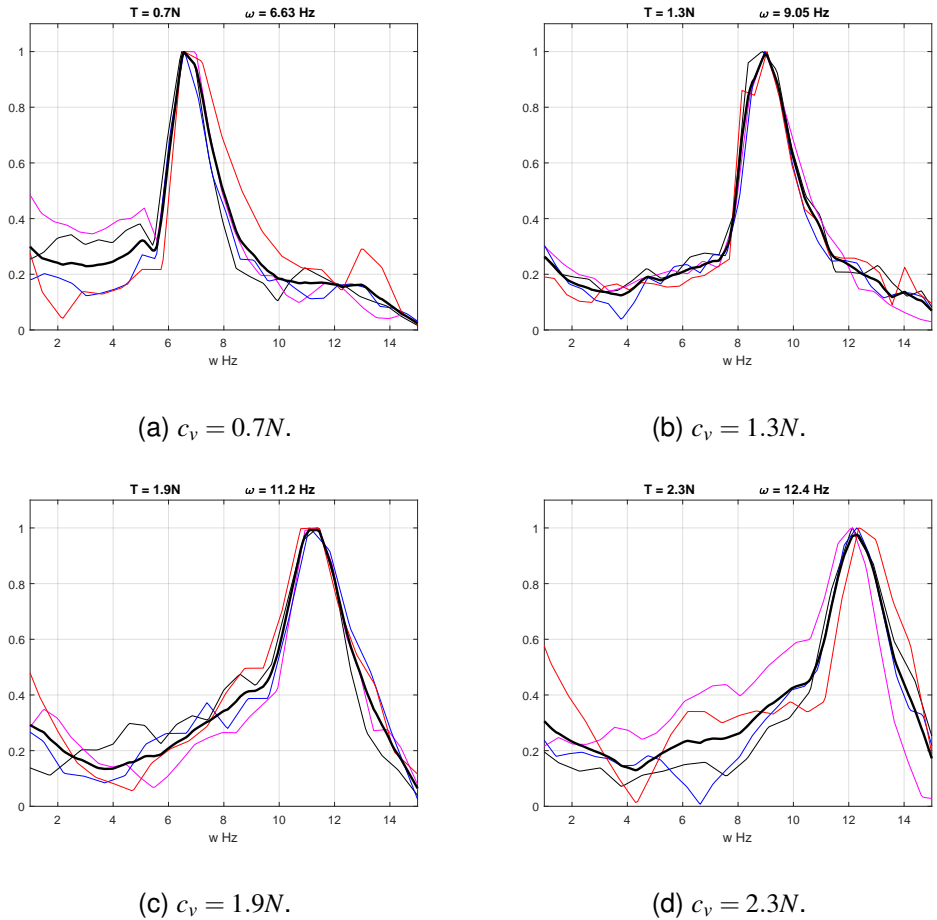 T = 0.7N ω = 6.63 Hz
1
0.8
0.6
0.4
0.2
0
2 4 6 8 10 12 14
w Hz
(a) c_v = 0.7N.
T = 1.3N ω = 9.05 Hz
1
0.8
0.6
0.4
0.2
0
2 4 6 8 10 12 14
w Hz
(b) c_v = 1.3N.
T = 1.9N ω = 11.2 Hz
1
0.8
0.6
0.4
0.2
0
2 4 6 8 10 12 14
w Hz
(c) c_v = 1.9N.
T = 2.3N ω = 12.4 Hz
1
0.8
0.6
0.4
0.2
0
2 4 6 8 10 12 14
w Hz
(d) c_v = 2.3N.